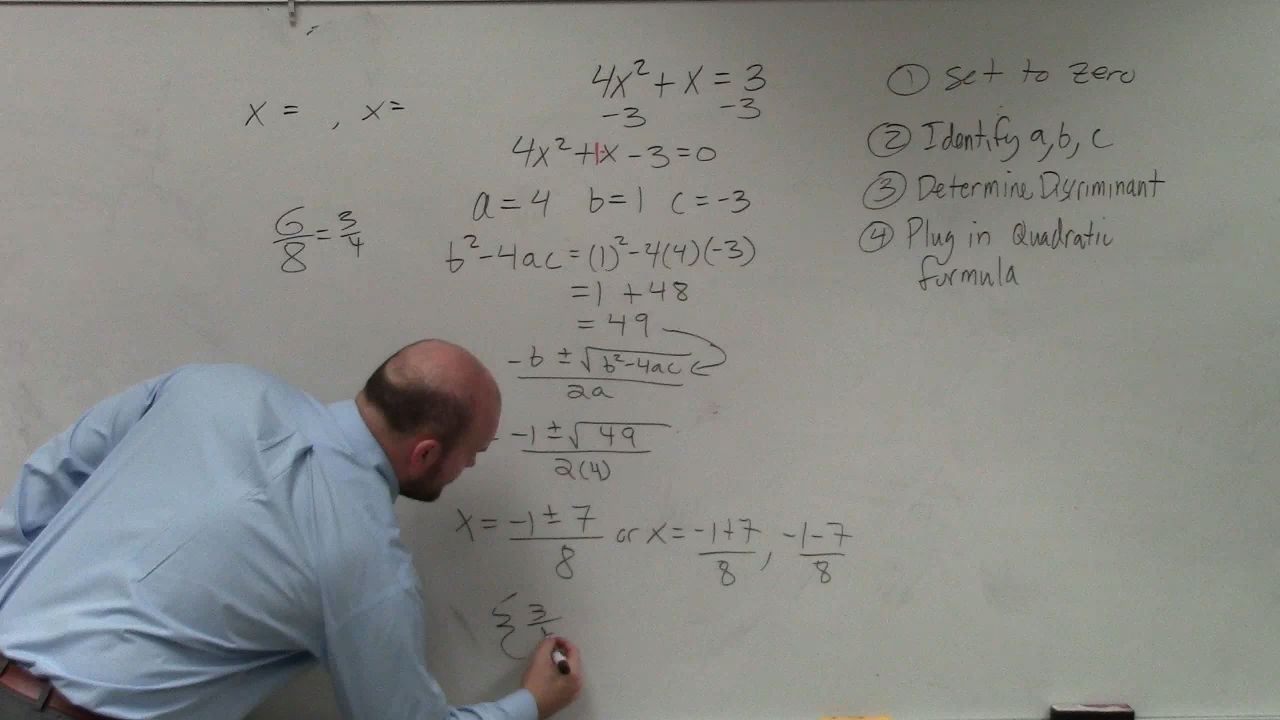 4x² + x = 3
-3 -3
x = , x =
4x² + 1x - 3 = 0
a = 4 b = 1 c = -3
6/8 = 3/4
b² - 4ac = (1)² - 4(4)(-3)
= 1 + 48
= 49
-b ± √b² - 4ac
2a
-1 ± √49
2(4)
x = -1 ± 7 / 8 or x = -1 + 7 / 8 , -1 - 7 / 8
{ 3
① Set to zero
② Identify a, b, c
③ Determine Discriminant
④ Plug in Quadratic
formula